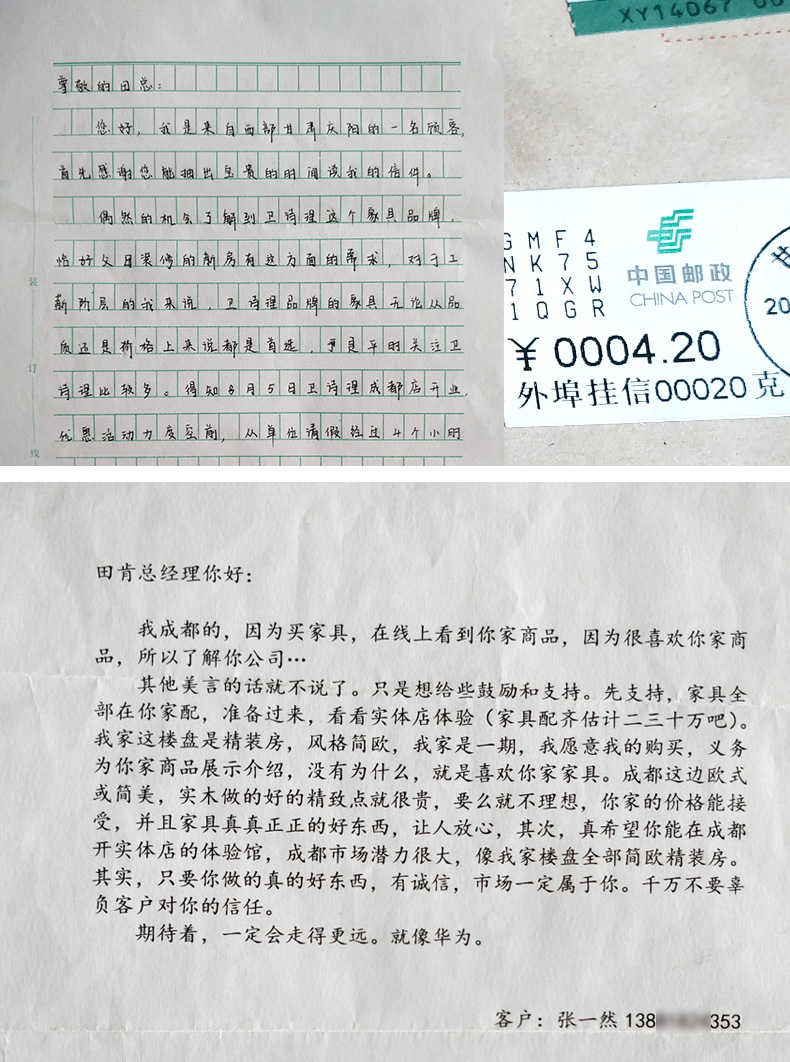 尊敬的田总:
您好,我是来自西部甘肃庆阳的一名顾客,
首先感谢您能抽出宝贵的时间读我的信件。
偶然的机会了解到卫诗理这个家具品牌,
恰好父日装修的新房有这方面的需求,对于工
薪阶层的我来说,卫诗理品牌的家具无论从品
质还是价格上来说都是首选,于是平时关注卫
诗理比较多。得知8月5日卫诗理成都店开业,
优惠活动力度空前,从单位请假经过4个小时
装
订
线
XY14067 00
GMF4
NK75
71XW
1QGR
中国邮政
CHINA POST
¥0004.20
外埠挂信00020克
甘
20
田肯总经理你好:
我成都的,因为买家具,在线上看到你家商品,因为很喜欢你家商
品,所以了解你公司…
其他美言的话就不说了。只是想给些鼓励和支持。先支持,家具全
部在你家配,准备过来,看看实体店体验(家具配齐估计二三十万吧)。
我家这楼盘是精装房,风格简欧,我家是一期,我愿意我的购买,义务
为你家商品展示介绍,没有为什么,就是喜欢你家家具。成都这边欧式
或简美,实木做的好的精致点就很贵,要么就不理想,你家的价格能接
受,并且家具真真正正的好东西,让人放心,其次,真希望你能在成都
开实体店的体验馆,成都市场潜力很大,像我家楼盘全部简欧精装房。
其实,只要你做的真的好东西,有诚信,市场一定属于你。千万不要辜
负客户对你的信任。
期待着,一定会走得更远。就像华为。
客户:张一然 138 353